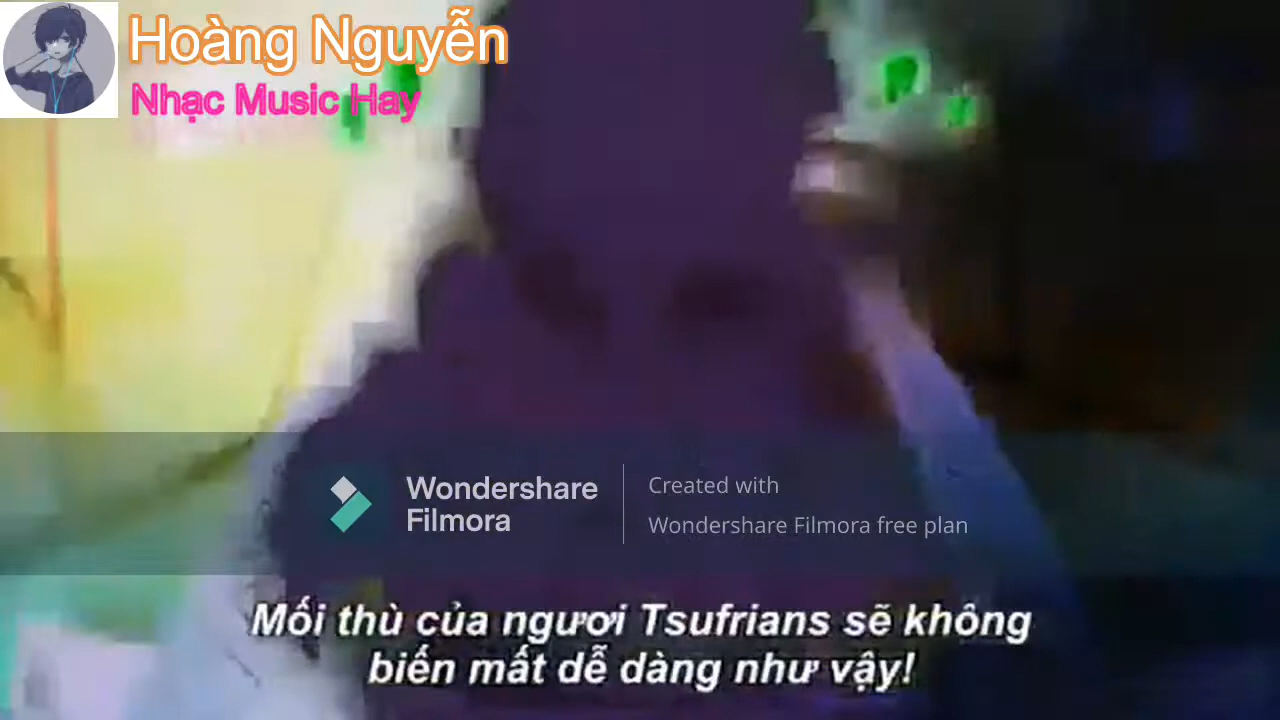 Hoàng Nguyễn
Nhạc Music Hay
Wondershare
Filmora
Created with
Wondershare Filmora free plan
Mối thù của ngươi Tsufrians sẽ không
biến mất dễ dàng như vậy!